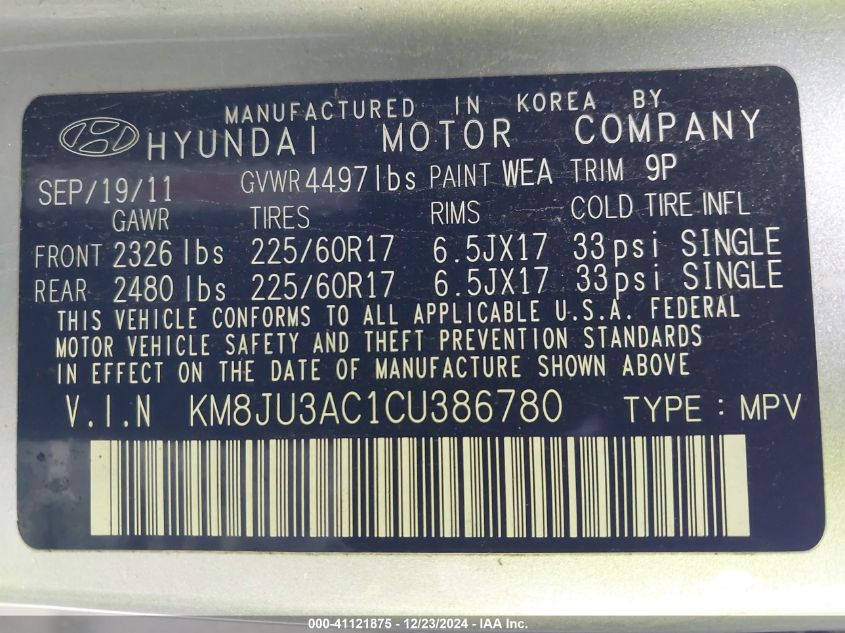 MANUFACTURED IN KOREA BY
HYUNDAI MOTOR COMPANY
SEP/19/11 GVWR 4497lbs PAINT WEA TRIM 9P
GAWR TIRES RIMS COLD TIRE INFL
FRONT 2326 lbs 225/60R17 6.5JX17 33psi SINGLE
REAR 2480 lbs 225/60R17 6.5JX17 33psi SINGLE
THIS VEHICLE CONFORMS TO ALL APPLICABLE U.S.A. FEDERAL
MOTOR VEHICLE SAFETY AND THEFT PREVENTION STANDARDS
IN EFFECT ON THE DATE OF MANUFACTURE SHOWN ABOVE
V.I.N KM8JU3AC1CU386780 TYPE : MPV
000-41121875 - 12/23/2024 - IAA Inc.